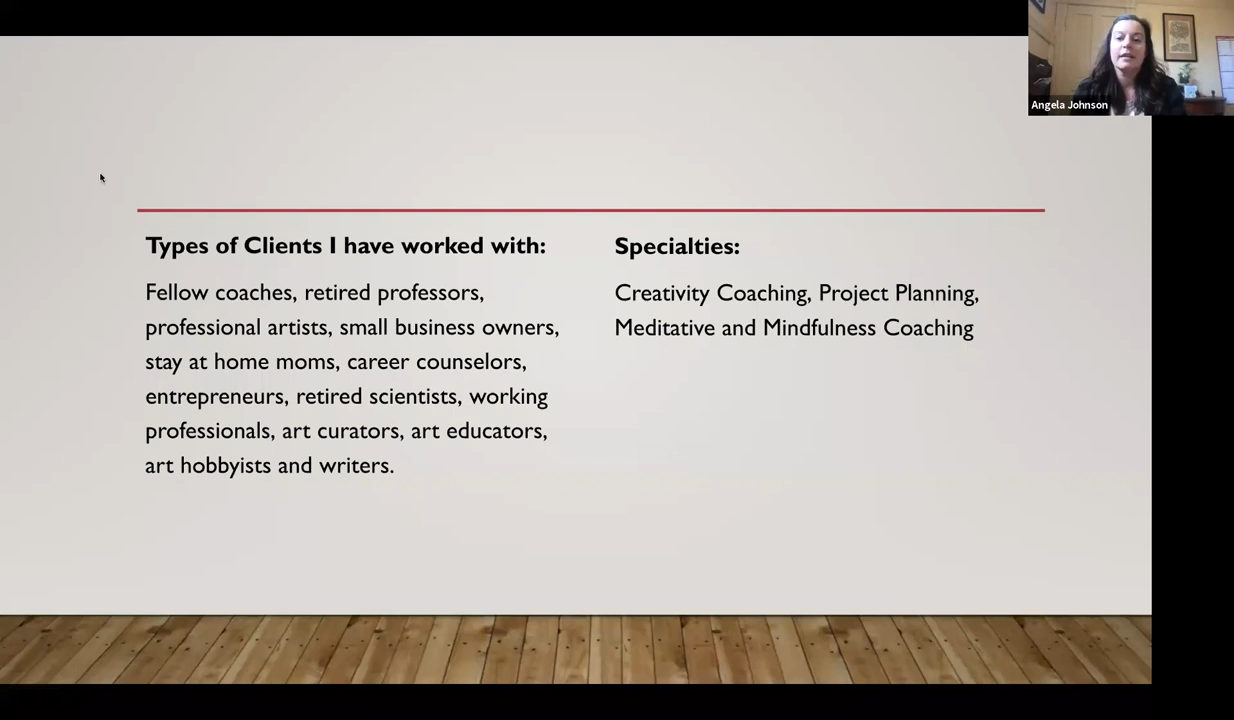 Angela Johnson
Types of Clients I have worked with:
Fellow coaches, retired professors,
professional artists, small business owners,
stay at home moms, career counselors,
entrepreneurs, retired scientists, working
professionals, art curators, art educators,
art hobbyists and writers.
Specialties:
Creativity Coaching, Project Planning,
Meditative and Mindfulness Coaching